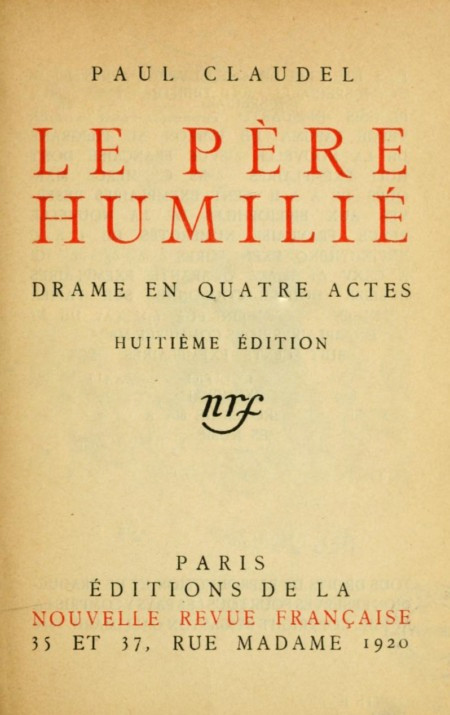 PAUL CLAUDEL
LE PÈRE
HUMILIÉ
DRAME EN QUATRE ACTES
HUITIÈME ÉDITION
nrf
PARIS
ÉDITIONS DE LA
NOUVELLE REVUE FRANÇAISE
35 ET 37, RUE MADAME 1920